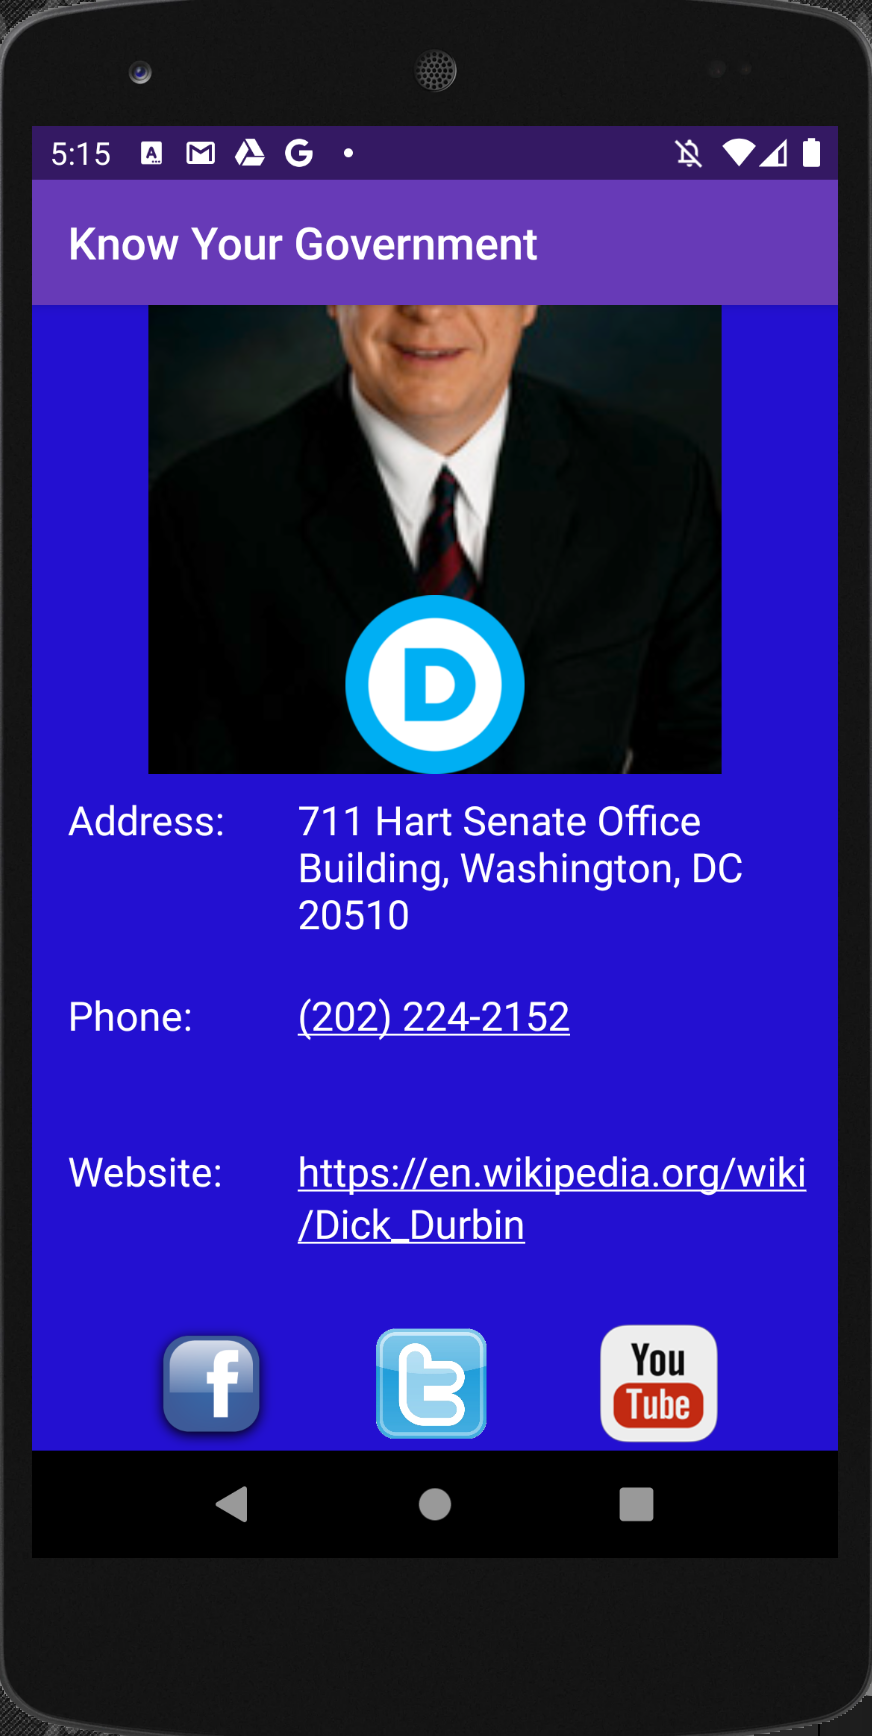 5:15
Know Your Government
D
Address:
711 Hart Senate Office
Building, Washington, DC
20510
Phone:
(202) 224-2152
Website:
https://en.wikipedia.org/wiki
/Dick_Durbin
f
t
You
Tube